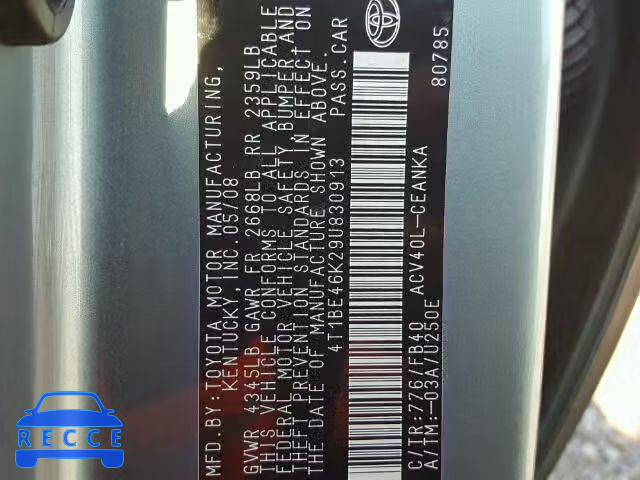 MFD.BY:TOYOTA MOTOR MANUFACTURING,
KENTUCKY, INC. 05/08
GVWR 4345LB GAWR FR 2668LB RR 2359LB
THIS VEHICLE CONFORMS TO ALL APPLICABLE
FEDERAL MOTOR VEHICLE SAFETY, BUMPER, AND
THEFT PREVENTION STANDARDS IN EFFECT ON
THE DATE OF MANUFACTURE SHOWN ABOVE.
4T1BE46K29U830913 PASS.CAR
C/TR:776/FB40 ACV40L-CEANKA
A/TM:-03A/U250E 80785
RECCE